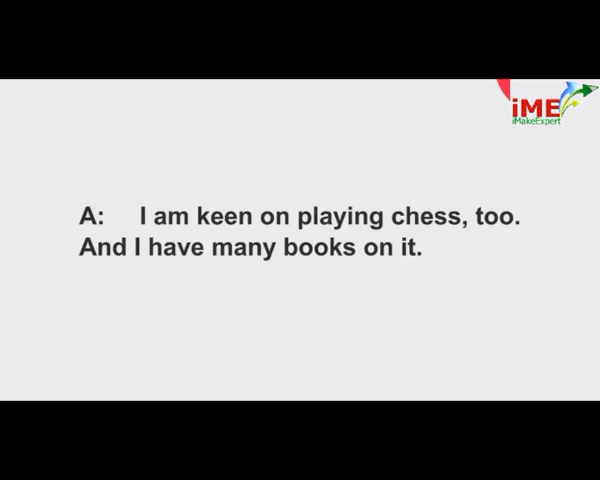 iME
iMakeExpert
A: I am keen on playing chess, too.
And I have many books on it.